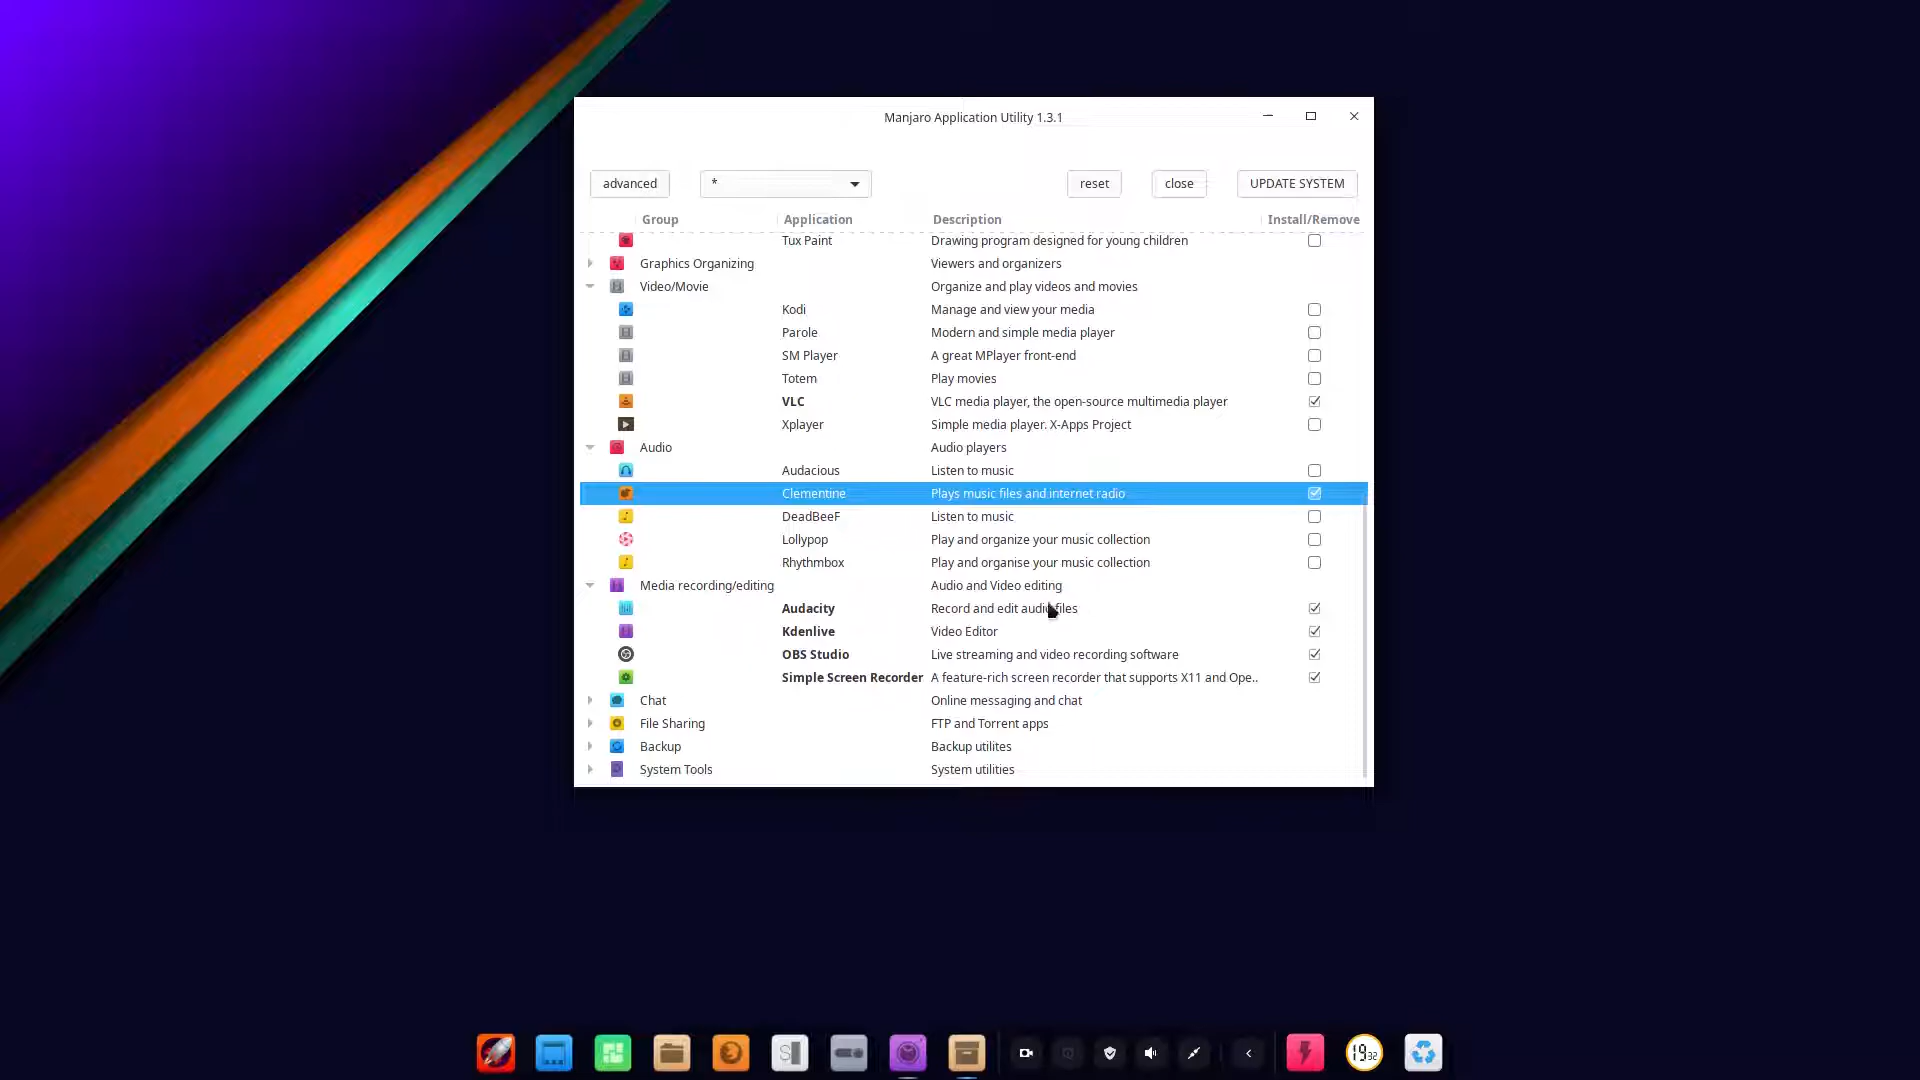 Manjaro Application Utility 1.3.1
advanced * reset close UPDATE SYSTEM
Group Application Description Install/Remove
Tux Paint Drawing program designed for young children
Graphics Organizing Viewers and organizers
Video/Movie Organize and play videos and movies
Kodi Manage and view your media
Parole Modern and simple media player
SM Player A great MPlayer front-end
Totem Play movies
VLC VLC media player, the open-source multimedia player
Xplayer Simple media player. X-Apps Project
Audio Audio players
Audacious Listen to music
Clementine Plays music files and internet radio
DeadBeeF Listen to music
Lollypop Play and organize your music collection
Rhythmbox Play and organise your music collection
Media recording/editing Audio and Video editing
Audacity Record and edit audio files
Kdenlive Video Editor
OBS Studio Live streaming and video recording software
Simple Screen Recorder A feature-rich screen recorder that supports X11 and Ope..
Chat Online messaging and chat
File Sharing FTP and Torrent apps
Backup Backup utilites
System Tools System utilities
S 19 32